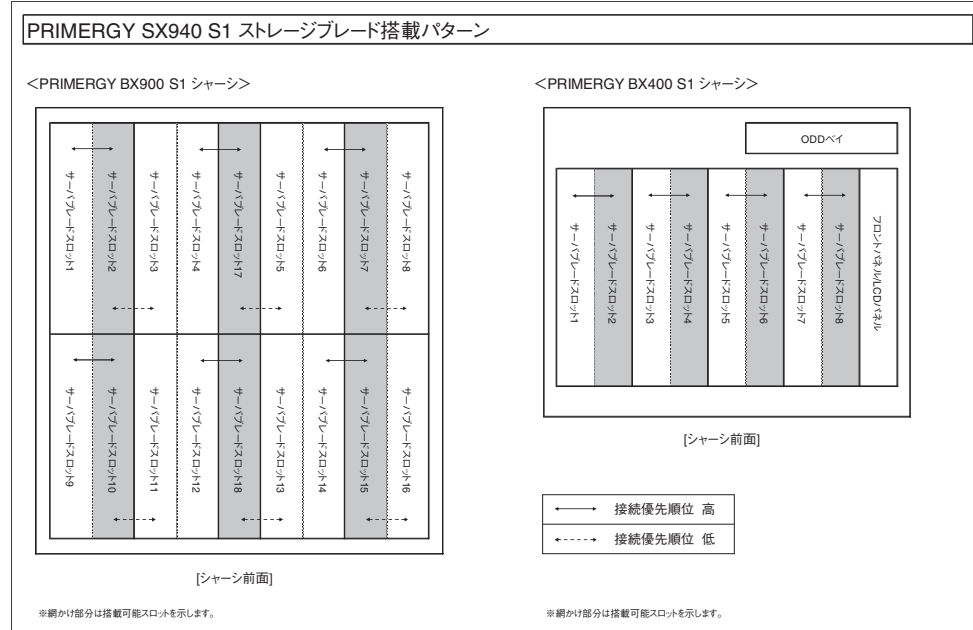 PRIMERGY SX940 S1 ストレージブレード搭載パターン
＜PRIMERGY BX900 S1 シャーシ＞
サーバブレードスロット1
サーバブレードスロット2
サーバブレードスロット3
サーバブレードスロット4
サーバブレードスロット17
サーバブレードスロット5
サーバブレードスロット6
サーバブレードスロット7
サーバブレードスロット8
サーバブレードスロット9
サーバブレードスロット10
サーバブレードスロット11
サーバブレードスロット12
サーバブレードスロット18
サーバブレードスロット13
サーバブレードスロット14
サーバブレードスロット15
サーバブレードスロット16
[シャーシ前面]
※網かけ部分は搭載可能スロットを示します。
＜PRIMERGY BX400 S1 シャーシ＞
ODDベイ
サーバブレードスロット1
サーバブレードスロット2
サーバブレードスロット3
サーバブレードスロット4
サーバブレードスロット5
サーバブレードスロット6
サーバブレードスロット7
サーバブレードスロット8
フロントパネル/LCDパネル
[シャーシ前面]
接続優先順位 高
接続優先順位 低
※網かけ部分は搭載可能スロットを示します。